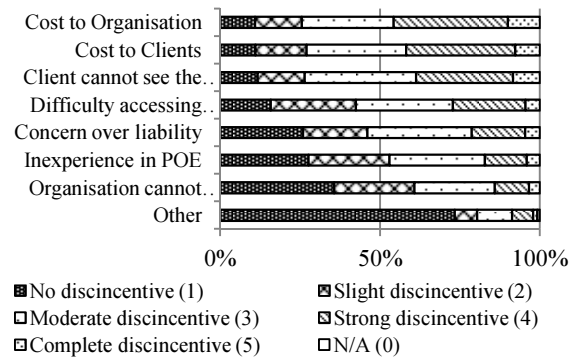 Cost to Organisation
Cost to Clients
Client cannot see the..
Difficulty accessing..
Concern over liability
Inexperience in POE
Organisation cannot..
Other
0% 50% 100%
No discincentive (1) Slight discincentive (2)
Moderate discincentive (3) Strong discincentive (4)
Complete discincentive (5) N/A (0)